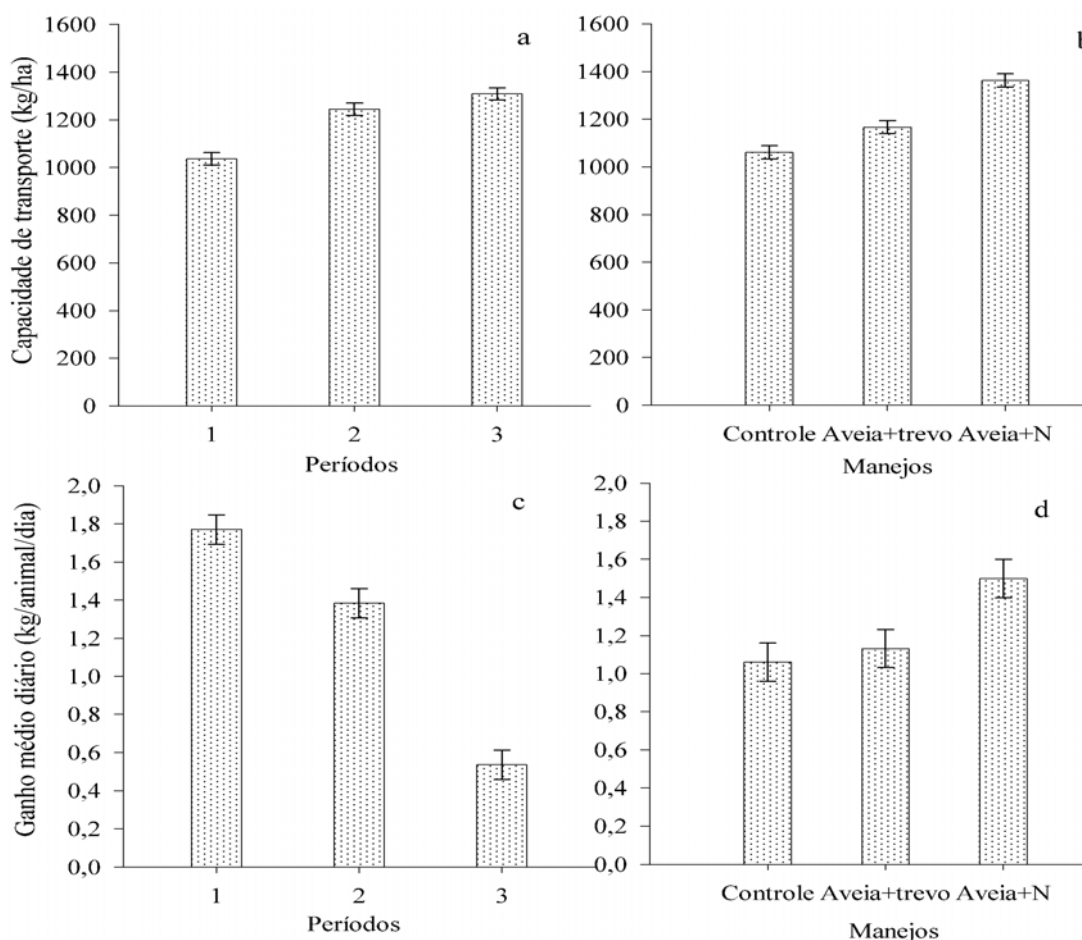 Capacidade de transporte (kg/ha)
1600
1400
1200
1000
800
600
400
200
0
a
1 2 3
Períodos
1600
1400
1200
1000
800
600
400
200
0
b
Controle Aveia+trevo Aveia+N
Manejos
Ganho médio diário (kg/animal/dia)
2,0
1,8
1,6
1,4
1,2
1,0
0,8
0,6
0,4
0,2
0,0
c
1 2 3
Períodos
2,0
1,8
1,6
1,4
1,2
1,0
0,8
0,6
0,4
0,2
0,0
d
Controle Aveia+trevo Aveia+N
Manejos